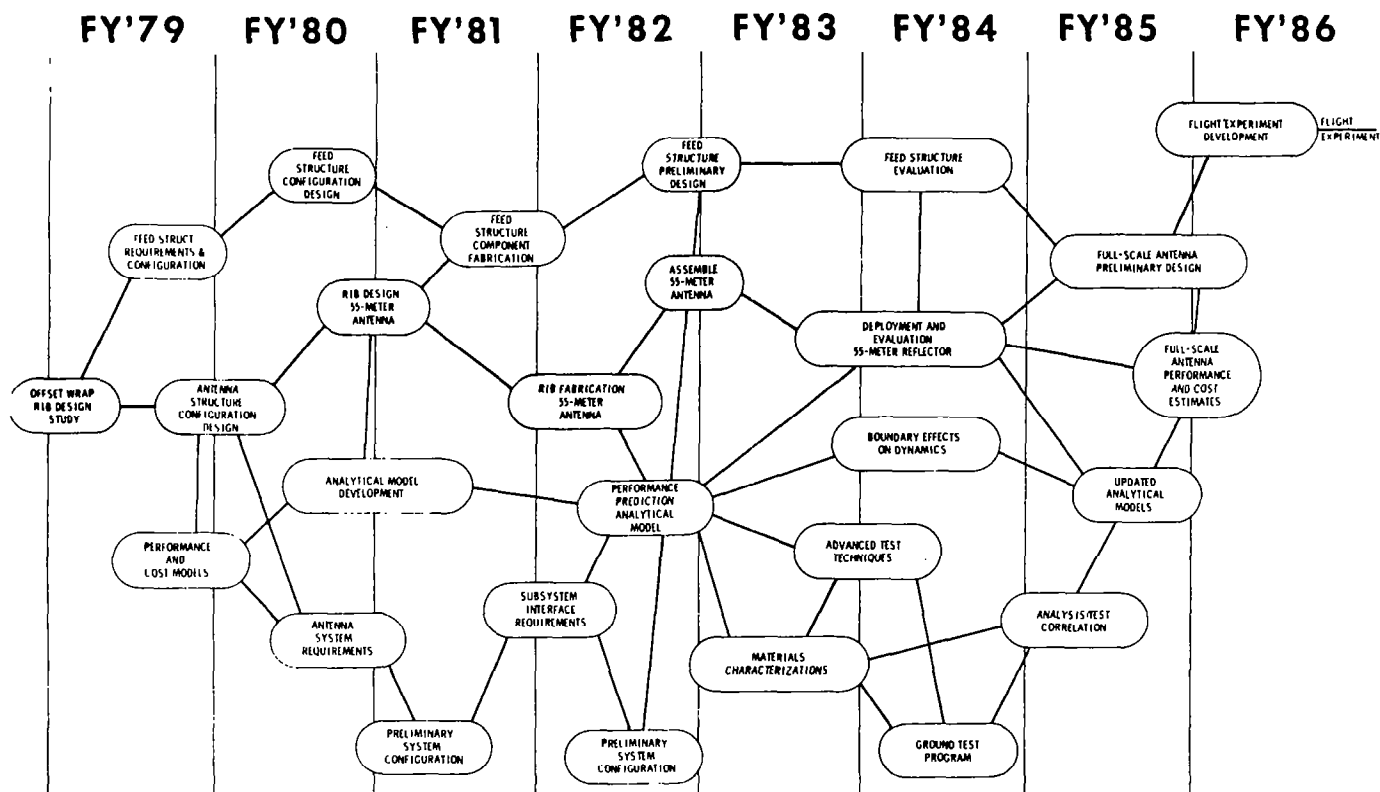 FY'79 FY'80 FY'81 FY'82 FY'83 FY'84 FY'85 FY'86
FLIGHT EXPERIMENT
DEVELOPMENT
FLIGHT
EXPERIMENT
FEED
STRUCTURE
CONFIGURATION
DESIGN
FEED
STRUCTURE
PRELIMINARY
DESIGN
FEED STRUCTURE
EVALUATION
FEED STRUCT
REQUIREMENTS &
CONFIGURATION
FEED
STRUCTURE
COMPONENT
FABRICATION
FULL-SCALE ANTENNA
PRELIMINARY DESIGN
RIB DESIGN
55-METER
ANTENNA
ASSEMBLE
55-METER
ANTENNA
DEPLOYMENT AND
EVALUATION
55-METER REFLECTOR
FULL-SCALE
ANTENNA
PERFORMANCE
AND COST
ESTIMATES
OFFSET WRAP
RIB DESIGN
STUDY
ANTENNA
STRUCTURE
CONFIGURATION
DESIGN
RIB FABRICATION
55-METER
ANTENNA
BOUNDARY EFFECTS
ON DYNAMICS
ANALYTICAL MODEL
DEVELOPMENT
PERFORMANCE
PREDICTION
ANALYTICAL
MODEL
UPDATED
ANALYTICAL
MODELS
PERFORMANCE
AND
COST MODELS
ADVANCED TEST
TECHNIQUES
ANTENNA
SYSTEM
REQUIREMENTS
SUBSYSTEM
INTERFACE
REQUIREMENTS
ANALYSIS/TEST
CORRELATION
MATERIALS
CHARACTERIZATIONS
PRELIMINARY
SYSTEM
CONFIGURATION
PRELIMINARY
SYSTEM
CONFIGURATION
GROUND TEST
PROGRAM